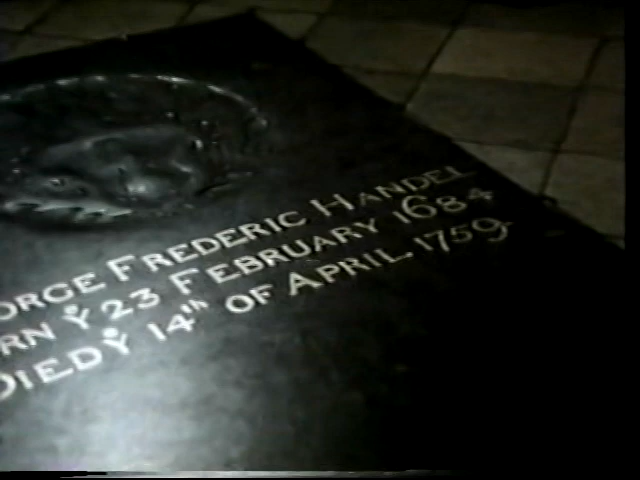 ORGE FREDERIC HANDEL
RN Yᵉ 23 FEBRUARY 1684
DIED Yᵉ 14th OF APRIL 1759